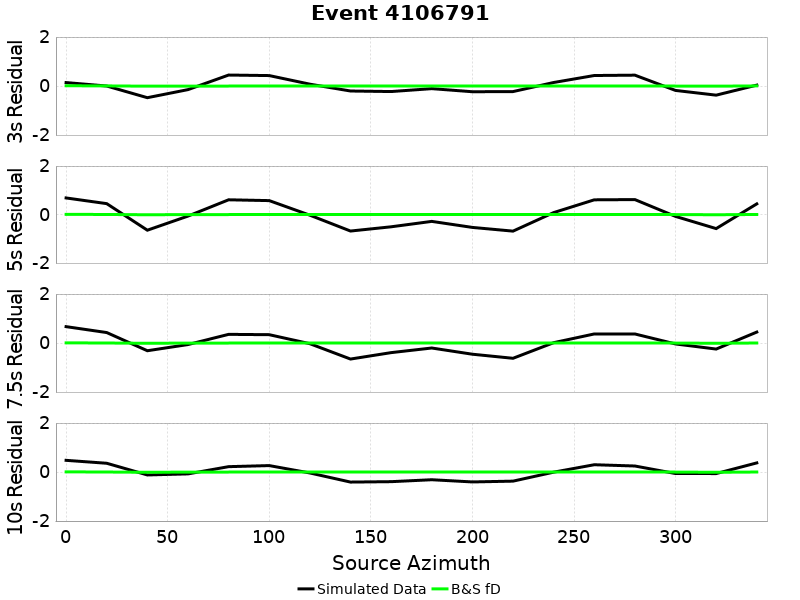 Event 4106791
3s Residual
2
0
-2
5s Residual
2
0
-2
7.5s Residual
2
0
-2
10s Residual
2
0
-2
0 50 100 150 200 250 300
Source Azimuth
Simulated Data B&S fD